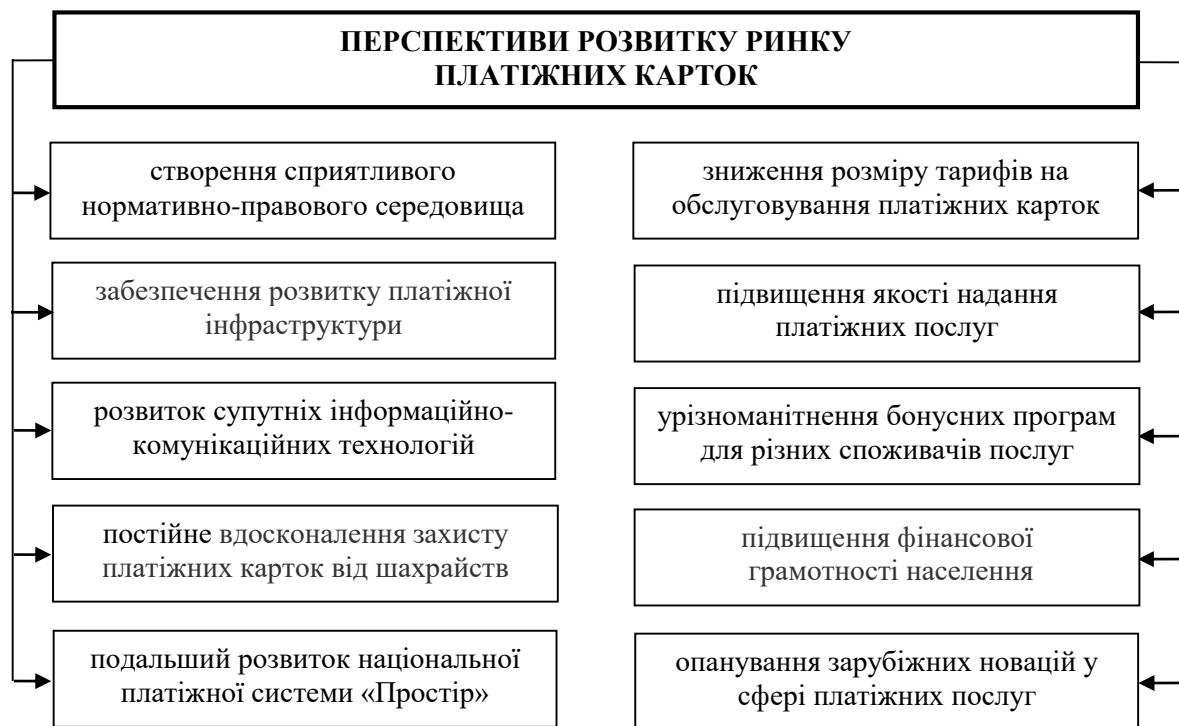 ПЕРСПЕКТИВИ РОЗВИТКУ РИНКУ
ПЛАТІЖНИХ КАРТОК
створення сприятливого
нормативно-правового середовища
забезпечення розвитку платіжної
інфраструктури
розвиток супутніх інформаційно-
комунікаційних технологій
постійне вдосконалення захисту
платіжних карток від шахрайств
подальший розвиток національної
платіжної системи «Простір»
зниження розміру тарифів на
обслуговування платіжних карток
підвищення якості надання
платіжних послуг
урізноманітнення бонусних програм
для різних споживачів послуг
підвищення фінансової
грамотності населення
опанування зарубіжних новацій у
сфері платіжних послуг